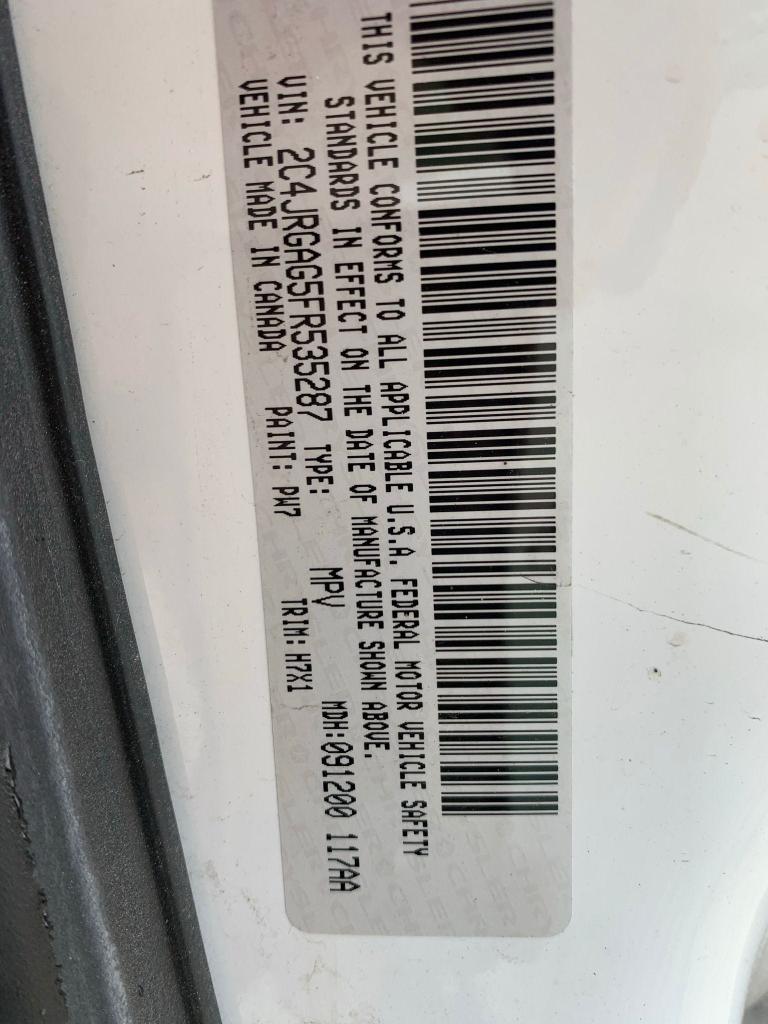 THIS VEHICLE CONFORMS TO ALL APPLICABLE U.S.A. FEDERAL MOTOR VEHICLE SAFETY
STANDARDS IN EFFECT ON THE DATE OF MANUFACTURE SHOWN ABOVE.
MDH:091200 117AA
VIN: 2C4JRGAG5FR535287 TYPE: MPV
VEHICLE MADE IN CANADA PAINT: PW7 TRIM: H7X1